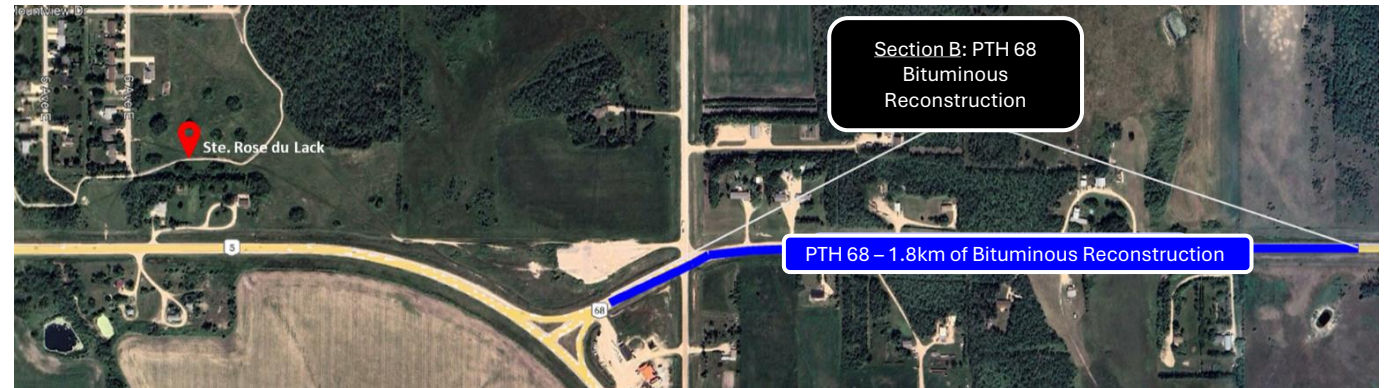 Section B: PTH 68
Bituminous
Reconstruction
Ste. Rose du Lack
5
PTH 68 – 1.8km of Bituminous Reconstruction
68